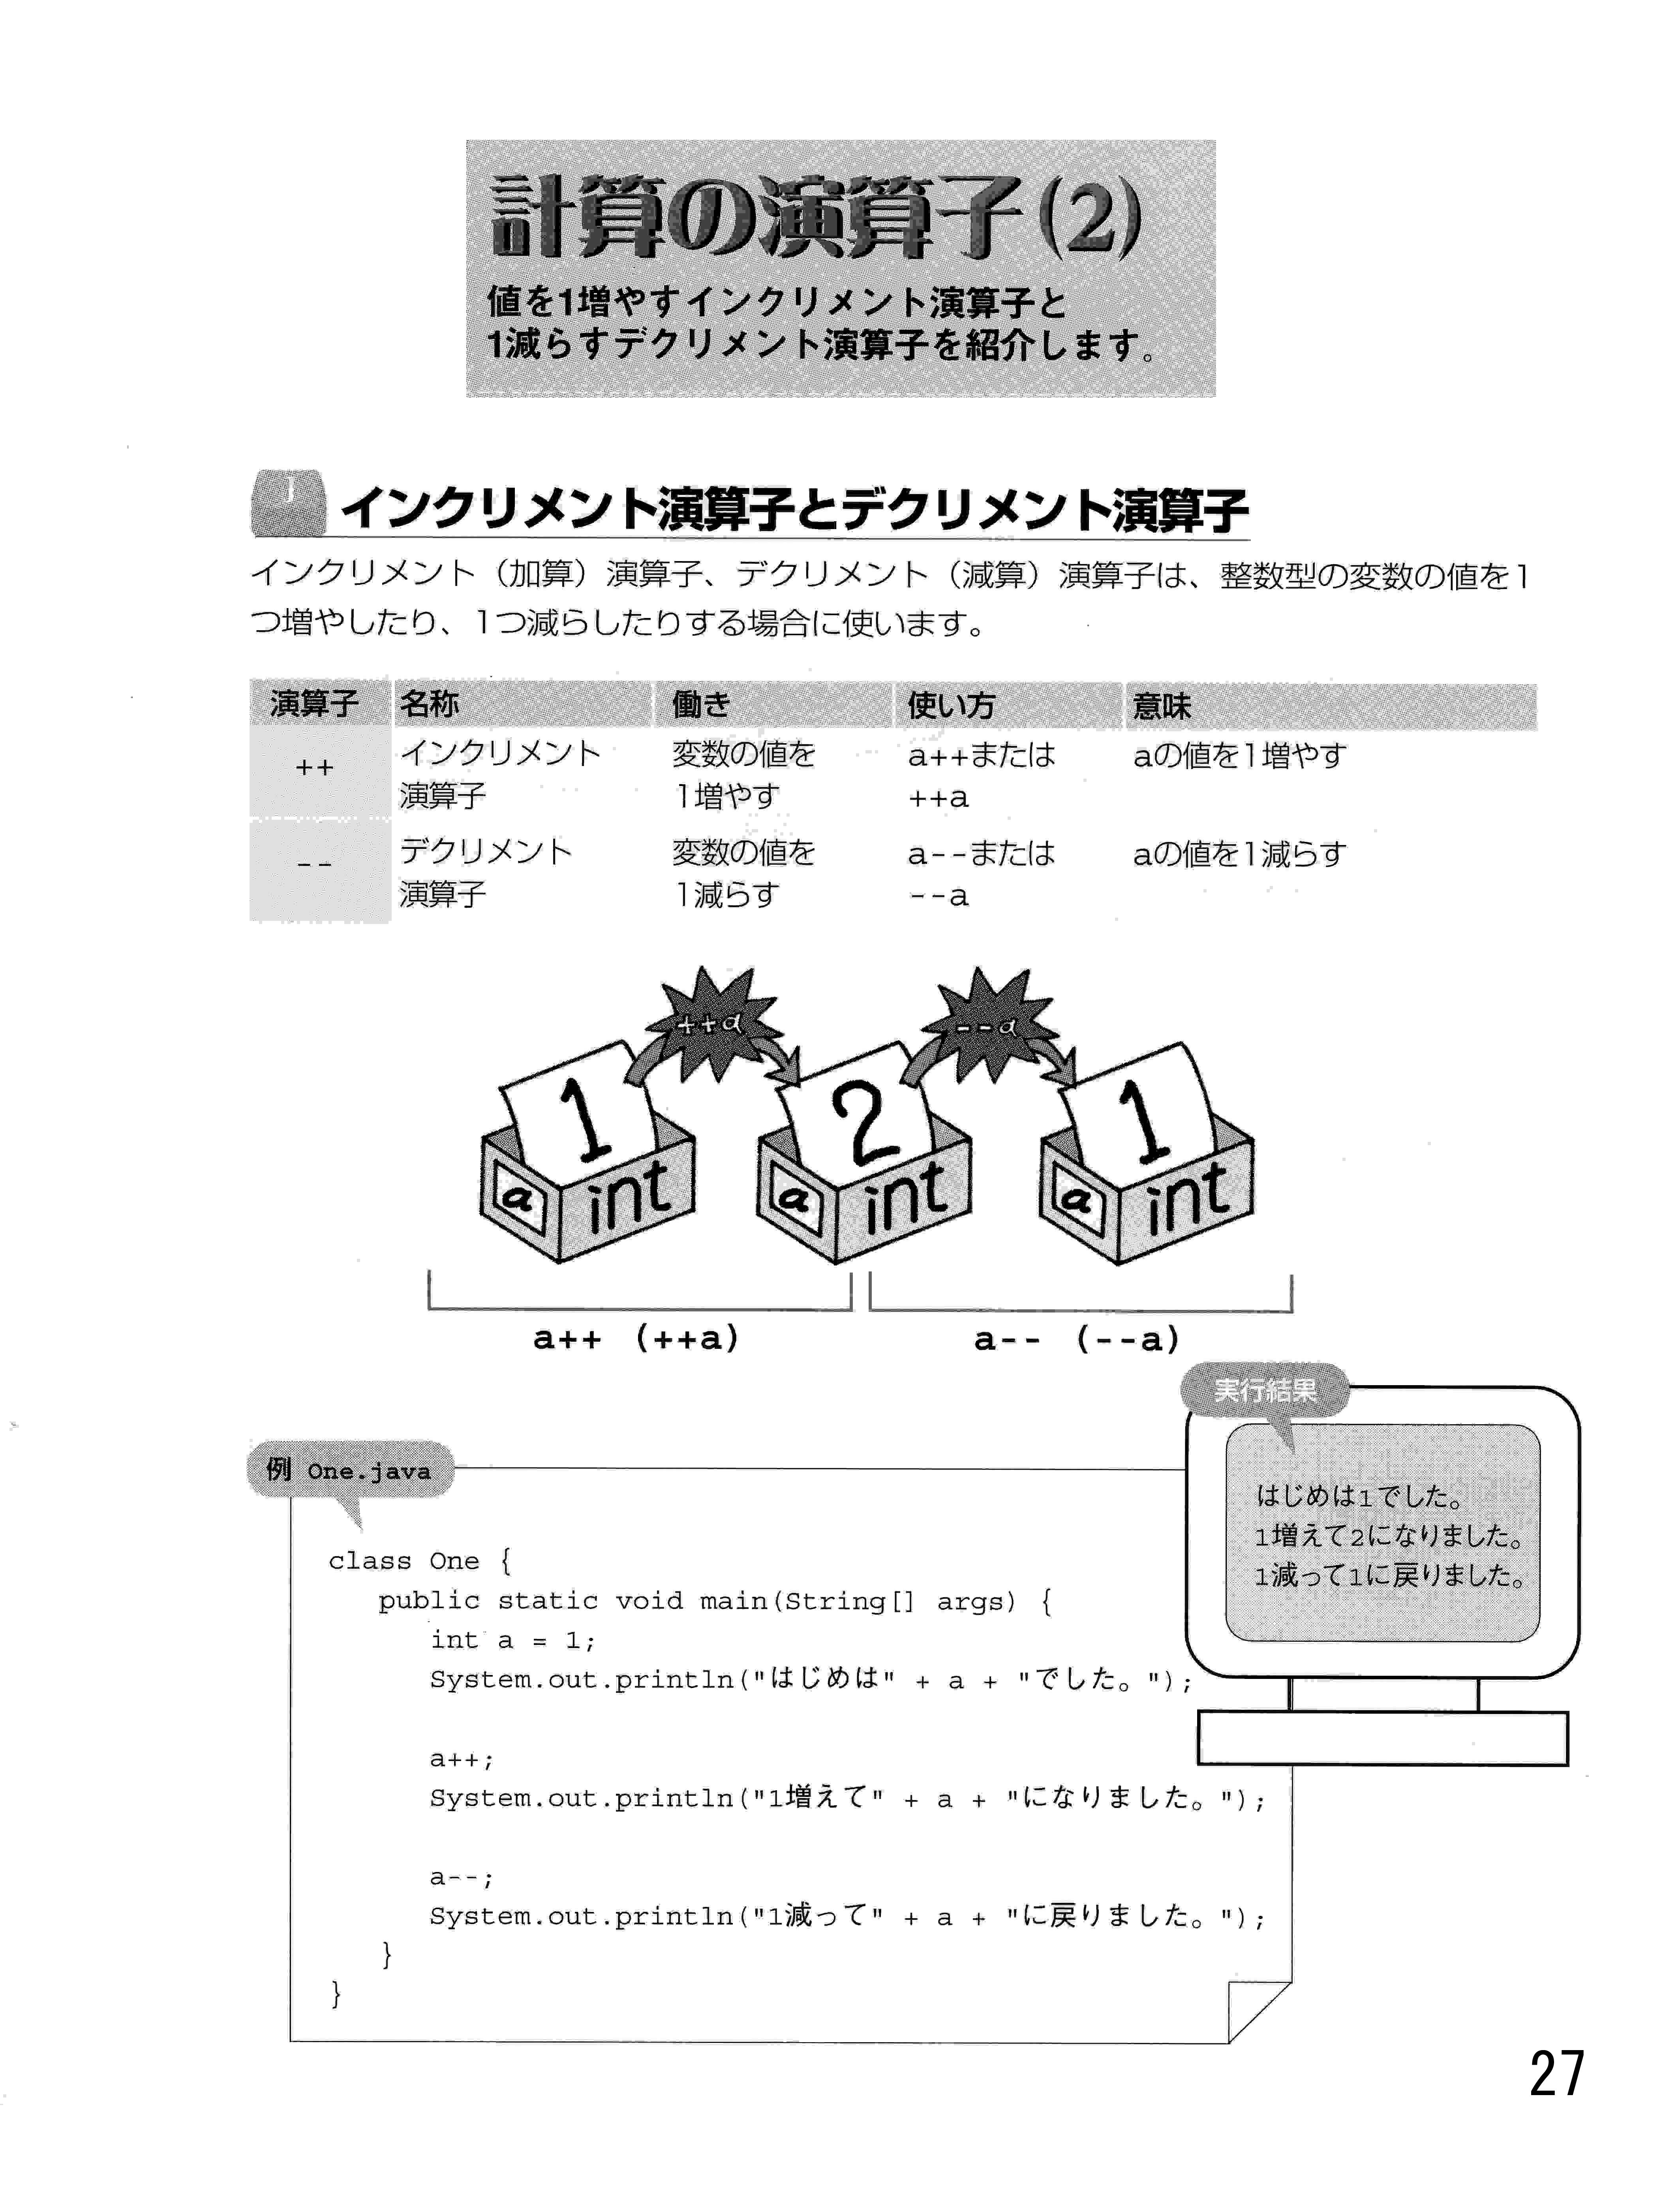 計算の演算子(2)
値を1増やすインクリメント演算子と
1減らすデクリメント演算子を紹介します。
インクリメント演算子とデクリメント演算子
インクリメント（加算）演算子、デクリメント（減算）演算子は、整数型の変数の値を1
つ増やしたり、1つ減らしたりする場合に使います。
演算子 名称 働き 使い方 意味
++ インクリメント 変数の値を a++または aの値を1増やす
演算子 1増やす ++a
-- デクリメント 変数の値を a--または aの値を1減らす
演算子 1減らす --a
++a --a
1 2 1
a int a int a int
a++ (++a) a-- (--a)
実行結果
はじめは1でした。
1増えて2になりました。
1減って1に戻りました。
例 One.java
class One {
public static void main(String[] args) {
int a = 1;
System.out.println("はじめは" + a + "でした。");
a++;
System.out.println("1増えて" + a + "になりました。");
a--;
System.out.println("1減って" + a + "に戻りました。");
}
}
27